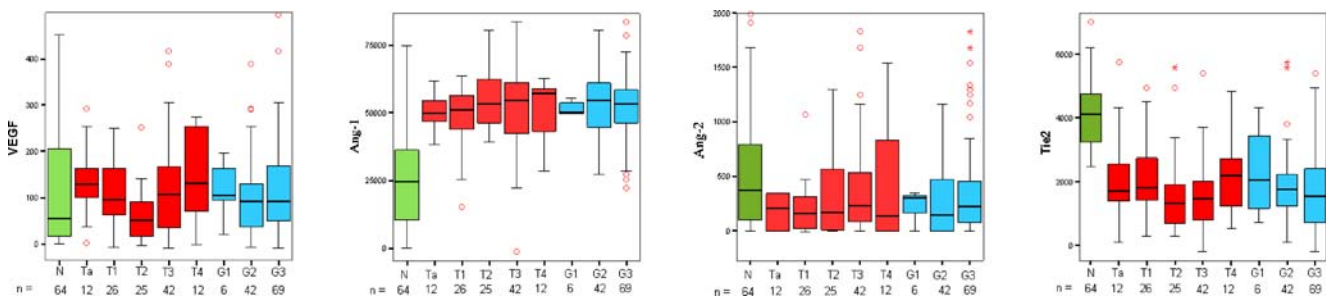 VEGF
400
300
200
100
0
N Ta T1 T2 T3 T4 G1 G2 G3
n = 64 12 26 25 42 12 6 42 69
Ang-1
75000
50000
25000
0
N Ta T1 T2 T3 T4 G1 G2 G3
n = 64 12 26 25 42 12 6 42 69
Ang-2
2000
1500
1000
500
0
N Ta T1 T2 T3 T4 G1 G2 G3
n = 64 12 26 25 42 12 6 42 69
Tie2
6000
4000
2000
0
N Ta T1 T2 T3 T4 G1 G2 G3
n = 64 12 26 25 42 12 6 42 69